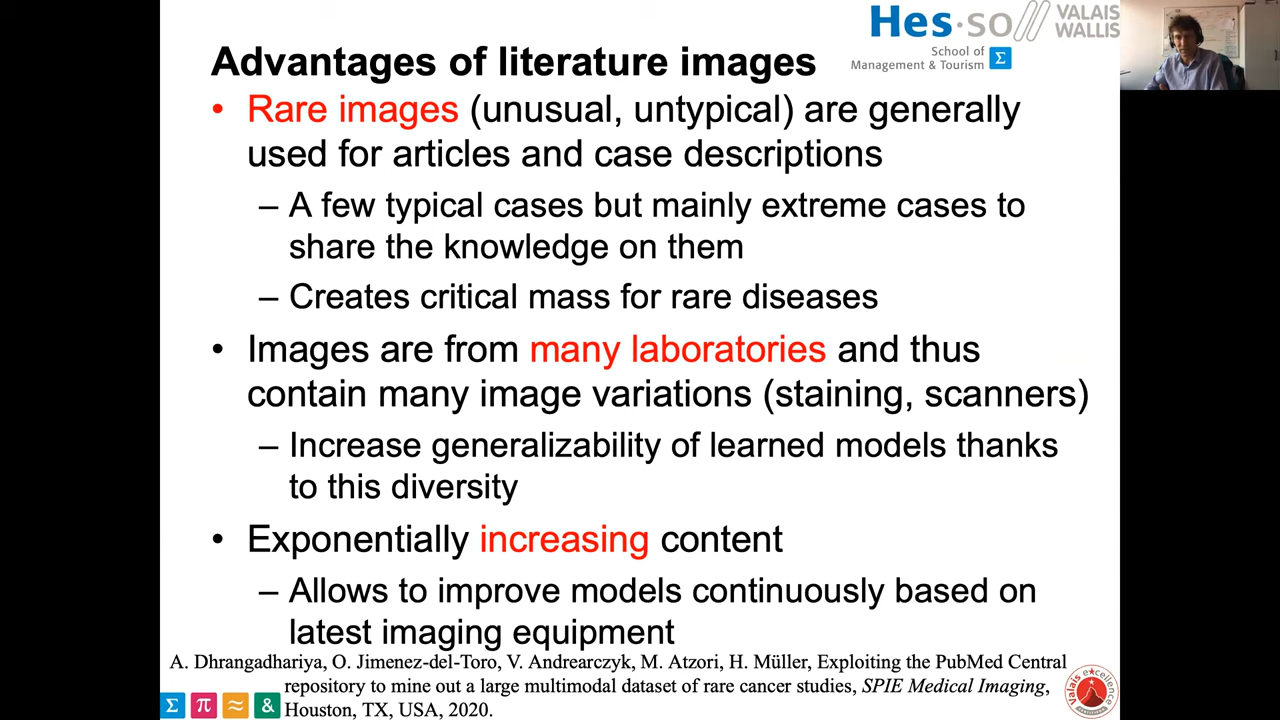 Hes·so VALAIS
WALLIS
School of
Management & Tourism Σ
Advantages of literature images
• Rare images (unusual, untypical) are generally
used for articles and case descriptions
– A few typical cases but mainly extreme cases to
share the knowledge on them
– Creates critical mass for rare diseases
• Images are from many laboratories and thus
contain many image variations (staining, scanners)
– Increase generalizability of learned models thanks
to this diversity
• Exponentially increasing content
– Allows to improve models continuously based on
latest imaging equipment
A. Dhrangadhariya, O. Jimenez-del-Toro, V. Andrearczyk, M. Atzori, H. Müller, Exploiting the PubMed Central
repository to mine out a large multimodal dataset of rare cancer studies, SPIE Medical Imaging,
Houston, TX, USA, 2020.
Σ π ≈ &
Valais excellence